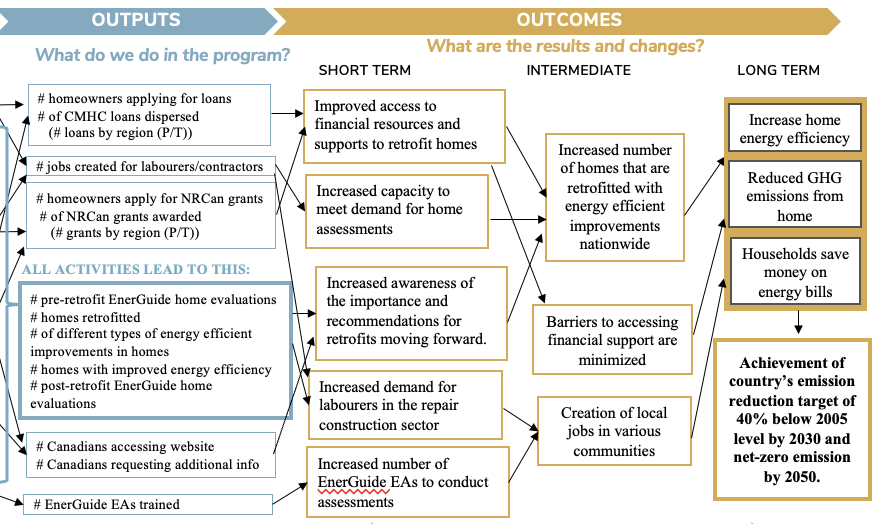 OUTPUTS
OUTCOMES
What do we do in the program?
What are the results and changes?
SHORT TERM
INTERMEDIATE
LONG TERM
# homeowners applying for loans
# of CMHC loans dispersed
(# loans by region (P/T))
# jobs created for labourers/contractors
# homeowners apply for NRCan grants
# of NRCan grants awarded
(# grants by region (P/T))
ALL ACTIVITIES LEAD TO THIS:
# pre-retrofit EnerGuide home evaluations
# homes retrofitted
# of different types of energy efficient
improvements in homes
# homes with improved energy efficiency
# post-retrofit EnerGuide home
evaluations
# Canadians accessing website
# Canadians requesting additional info
# EnerGuide EAs trained
Improved access to
financial resources and
supports to retrofit homes
Increased capacity to
meet demand for home
assessments
Increased awareness of
the importance and
recommendations for
retrofits moving forward.
Increased demand for
labourers in the repair
construction sector
Increased number of
EnerGuide EAs to conduct
assessments
Increased number
of homes that are
retrofitted with
energy efficient
improvements
nationwide
Barriers to accessing
financial support are
minimized
Creation of local
jobs in various
communities
Increase home
energy efficiency
Reduced GHG
emissions from
home
Households save
money on
energy bills
Achievement of
country's emission
reduction target of
40% below 2005
level by 2030 and
net-zero emission
by 2050.